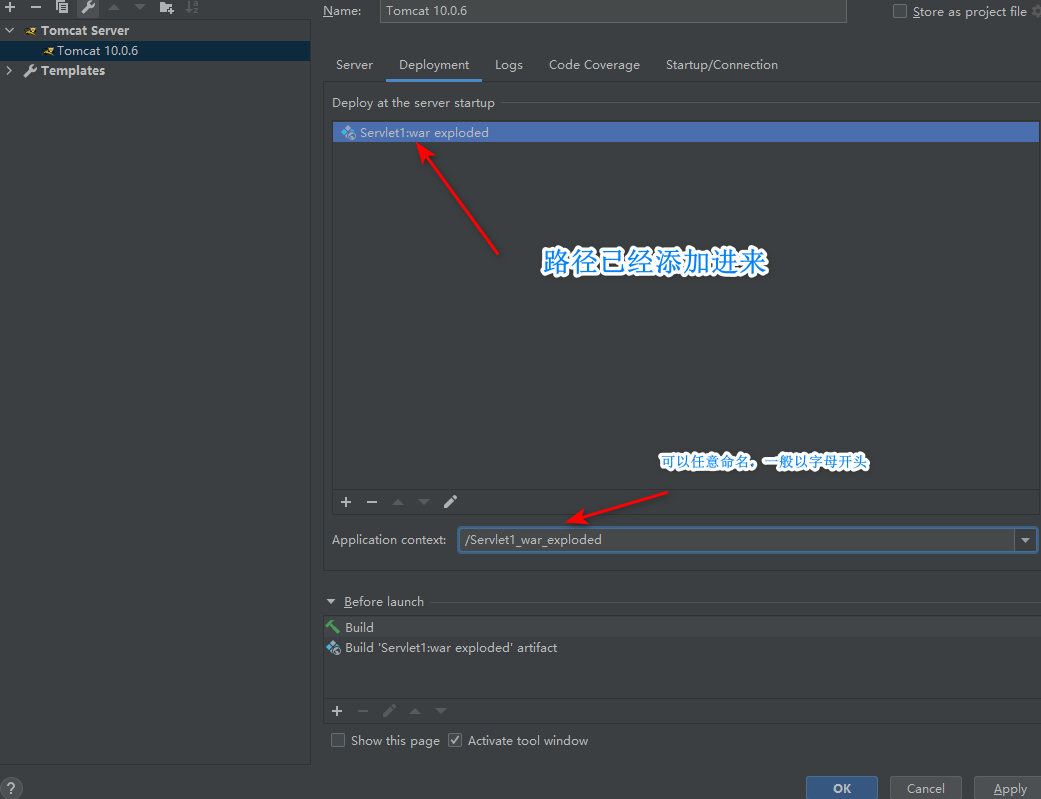 Name: Tomcat 10.0.6
Store as project file
Tomcat Server
Tomcat 10.0.6
Templates
Server Deployment Logs Code Coverage Startup/Connection
Deploy at the server startup
Servlet1:war exploded
路径已经添加进来
可以任意命名。一般以字母开头
Application context: /Servlet1_war_exploded
Before launch
Build
Build 'Servlet1:war exploded' artifact
Show this page Activate tool window
? OK Cancel Apply